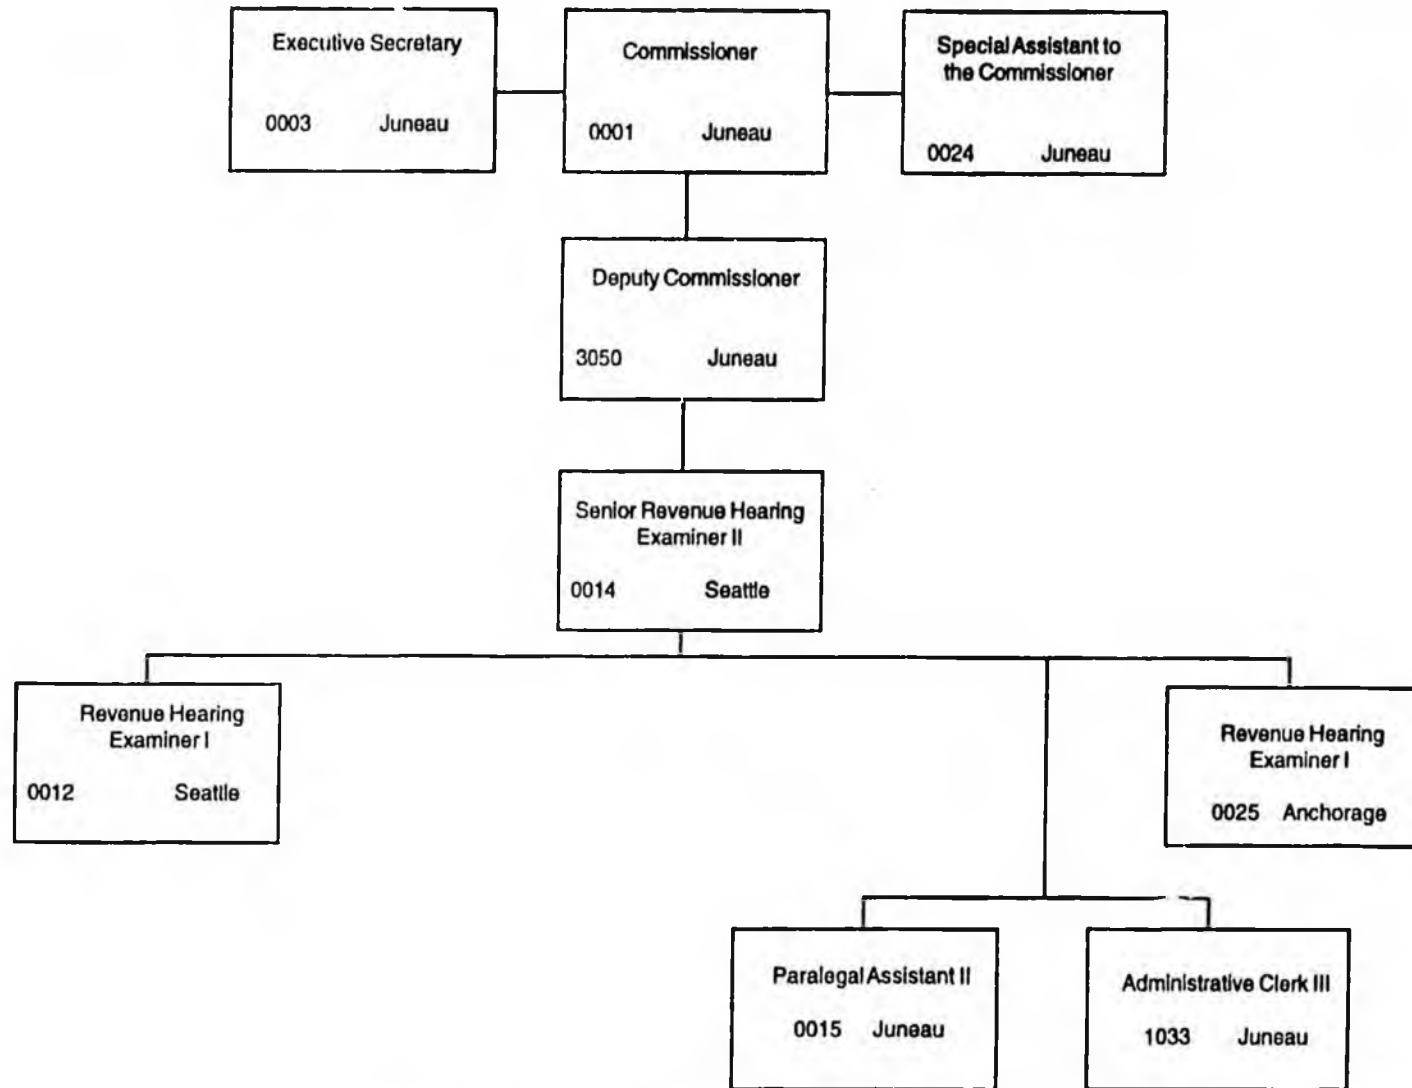 Executive Secretary
0003 Juneau
Commissioner
0001 Juneau
Special Assistant to
the Commissioner
0024 Juneau
Deputy Commissioner
3050 Juneau
Senior Revenue Hearing
Examiner II
0014 Seattle
Revenue Hearing
Examiner I
0012 Seattle
Revenue Hearing
Examiner I
0025 Anchorage
Paralegal Assistant II
0015 Juneau
Administrative Clerk III
1033 Juneau